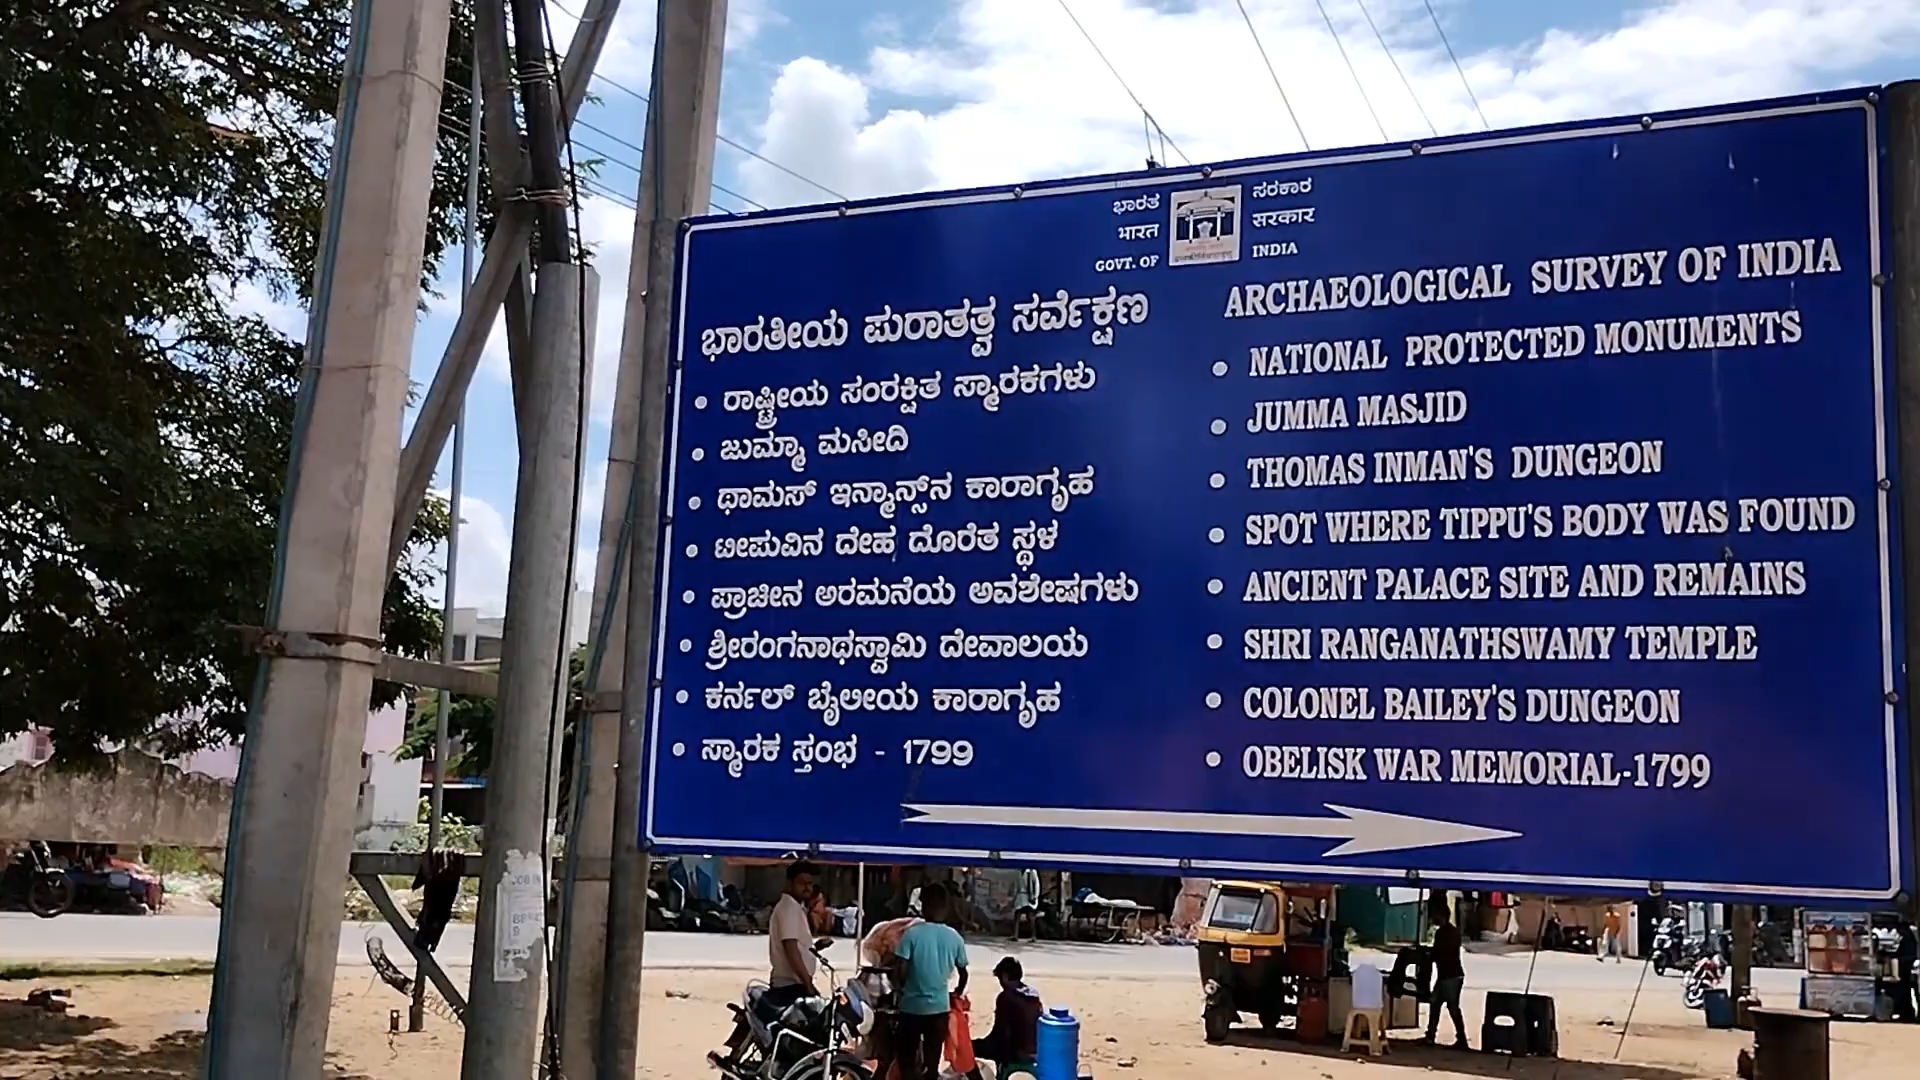 ಭಾರತ ಸರಕಾರ
भारत सरकार
GOVT. OF INDIA
ಭಾರತೀಯ ಪುರಾತತ್ವ ಸರ್ವೆಕ್ಷಣ
• ರಾಷ್ಟ್ರೀಯ ಸಂರಕ್ಷಿತ ಸ್ಮಾರಕಗಳು
• ಜುಮ್ಮಾ ಮಸೀದಿ
• ಥಾಮಸ್ ಇನ್ಮಾನ್ಸ್‌ನ ಕಾರಾಗೃಹ
• ಟೀಪುವಿನ ದೇಹ ದೊರೆತ ಸ್ಥಳ
• ಪ್ರಾಚೀನ ಅರಮನೆಯ ಅವಶೇಷಗಳು
• ಶ್ರೀರಂಗನಾಥಸ್ವಾಮಿ ದೇವಾಲಯ
• ಕರ್ನಲ್ ಬೈಲೀಯ ಕಾರಾಗೃಹ
• ಸ್ಮಾರಕ ಸ್ತಂಭ - 1799
ARCHAEOLOGICAL SURVEY OF INDIA
• NATIONAL PROTECTED MONUMENTS
• JUMMA MASJID
• THOMAS INMAN'S DUNGEON
• SPOT WHERE TIPPU'S BODY WAS FOUND
• ANCIENT PALACE SITE AND REMAINS
• SHRI RANGANATHSWAMY TEMPLE
• COLONEL BAILEY'S DUNGEON
• OBELISK WAR MEMORIAL-1799